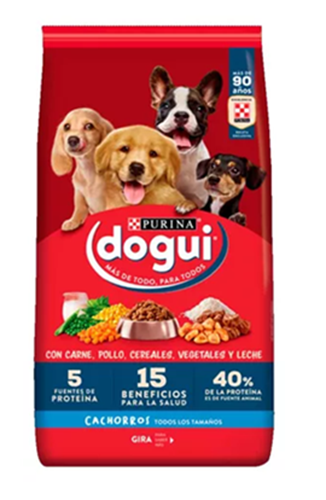 MÁS DE
90
años
PURINA
PURINA
dogui
MÁS DE TODO, PARA TODOS
CON CARNE, POLLO, CEREALES, VEGETALES Y LECHE
5
FUENTES DE
PROTEÍNA
15
BENEFICIOS
PARA LA SALUD
40%
DE LA PROTEÍNA
ES DE FUENTE ANIMAL
CACHORROS TODOS LOS TAMAÑOS
GIRA